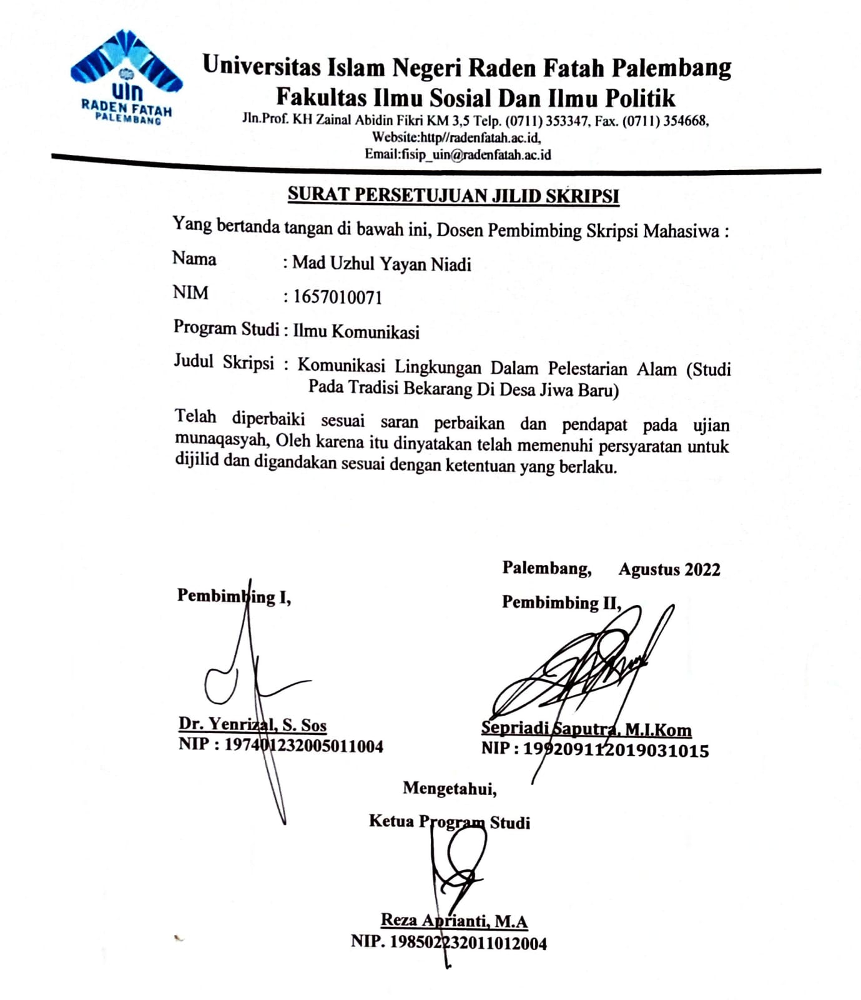 uin
RADEN FATAH
PALEMBANG
Universitas Islam Negeri Raden Fatah Palembang
Fakultas Ilmu Sosial Dan Ilmu Politik
Jln.Prof. KH Zainal Abidin Fikri KM 3,5 Telp. (0711) 353347, Fax. (0711) 354668,
Website:http//radenfatah.ac.id,
Email:fisip_uin@radenfatah.ac.id
SURAT PERSETUJUAN JILID SKRIPSI
Yang bertanda tangan di bawah ini, Dosen Pembimbing Skripsi Mahasiwa :
Nama : Mad Uzhul Yayan Niadi
NIM : 1657010071
Program Studi : Ilmu Komunikasi
Judul Skripsi : Komunikasi Lingkungan Dalam Pelestarian Alam (Studi
Pada Tradisi Bekarang Di Desa Jiwa Baru)
Telah diperbaiki sesuai saran perbaikan dan pendapat pada ujian
munaqasyah, Oleh karena itu dinyatakan telah memenuhi persyaratan untuk
dijilid dan digandakan sesuai dengan ketentuan yang berlaku.
Palembang, Agustus 2022
Pembimbing I, Pembimbing II,
Dr. Yenrizal, S. Sos Sepriadi Saputra, M.I.Kom
NIP : 197401232005011004 NIP : 199209112019031015
Mengetahui,
Ketua Program Studi
Reza Aprianti, M.A
NIP. 198502232011012004